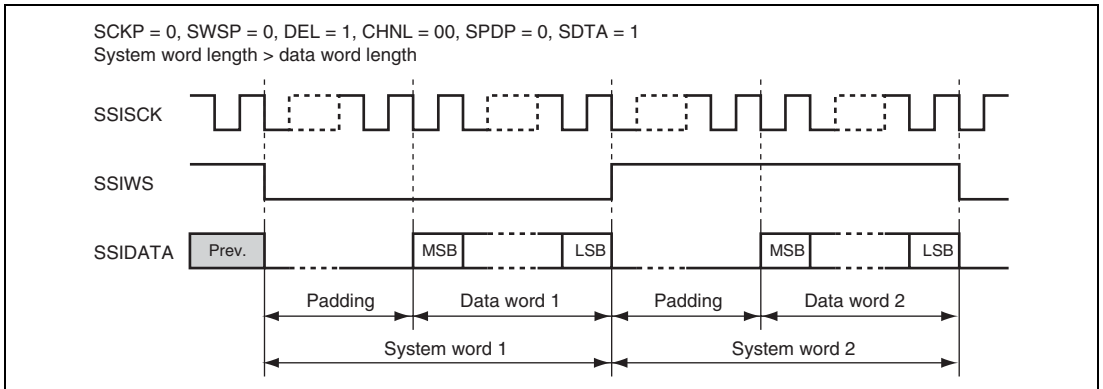 SCKP = 0, SWSP = 0, DEL = 1, CHNL = 00, SPDP = 0, SDTA = 1
System word length > data word length
SSISCK
SSIWS
SSIDATA Prev. MSB LSB MSB LSB
Padding Data word 1 Padding Data word 2
System word 1 System word 2